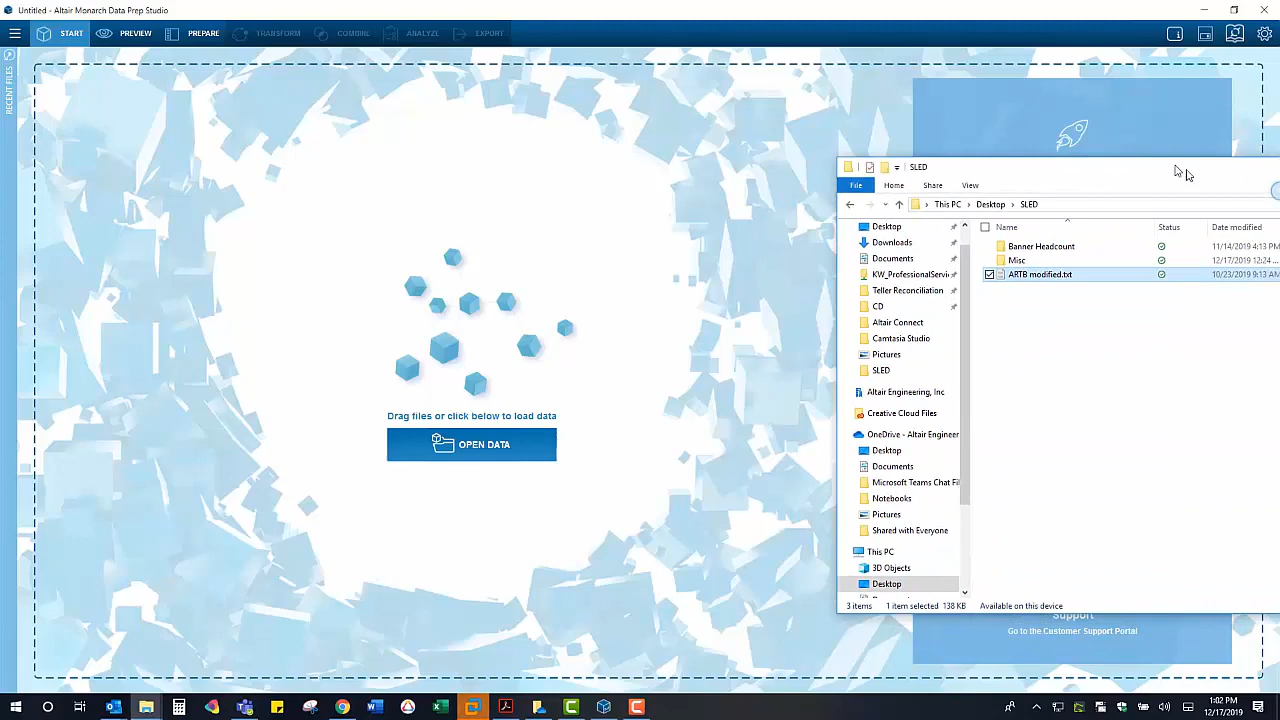 Untitled - Altair Monarch Data Prep Studio
START
PREVIEW
PREPARE
TRANSFORM
COMBINE
ANALYZE
EXPORT
RECENT FILES
Drag files or click below to load data
OPEN DATA
SLED
File
Home
Share
View
This PC
Desktop
SLED
Name
Status
Date modified
Desktop
Downloads
Documents
KW_ProfessionalServi
Teller Reconciliation
CD
Altair Connect
Camtasia Studio
Pictures
SLED
Altair Engineering, Inc
Creative Cloud Files
OneDrive - Altair Engineer
Desktop
Documents
Microsoft Teams Chat Fil
Notebooks
Pictures
Shared with Everyone
This PC
3D Objects
Desktop
Banner Headcount
11/14/2019 4:13 PM
Misc
12/17/2019 12:24 ...
ARTB modified.txt
10/23/2019 9:13 AM
3 items
1 item selected 138 KB
Available on this device
Support
Go to the Customer Support Portal
1:02 PM
12/17/2019